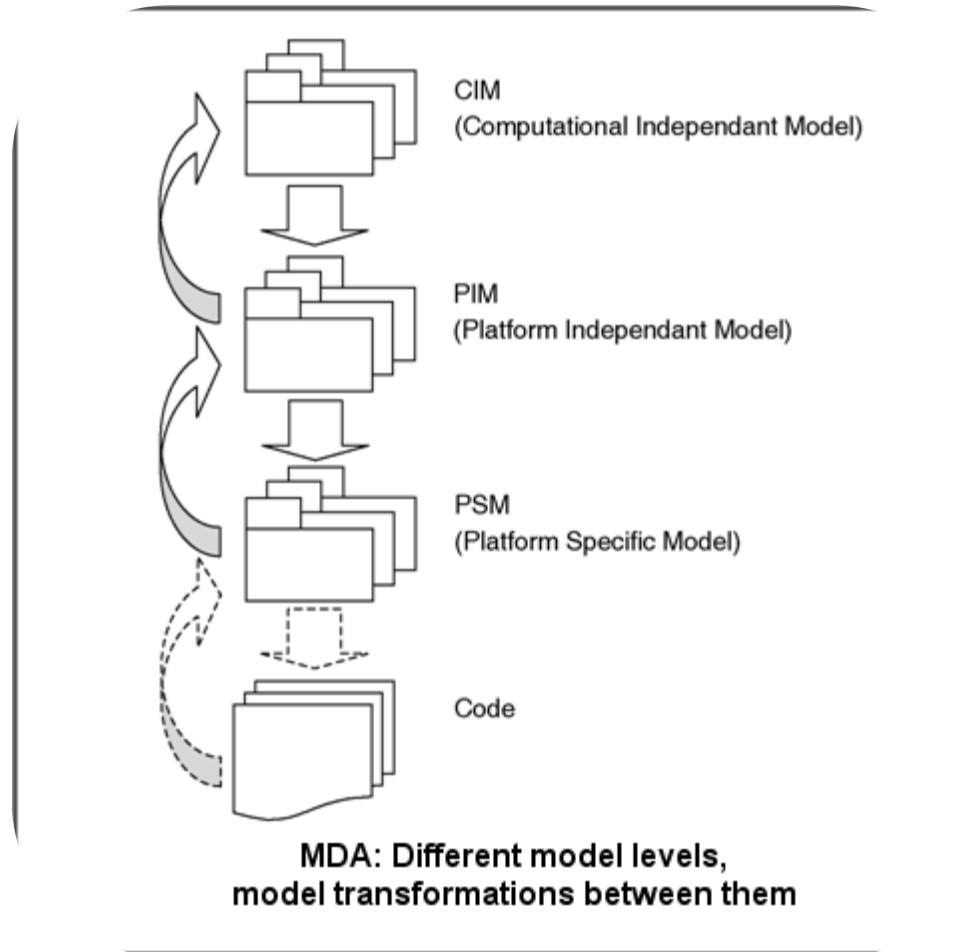 CIM
(Computational Independant Model)
PIM
(Platform Independant Model)
PSM
(Platform Specific Model)
Code
MDA: Different model levels,
model transformations between them